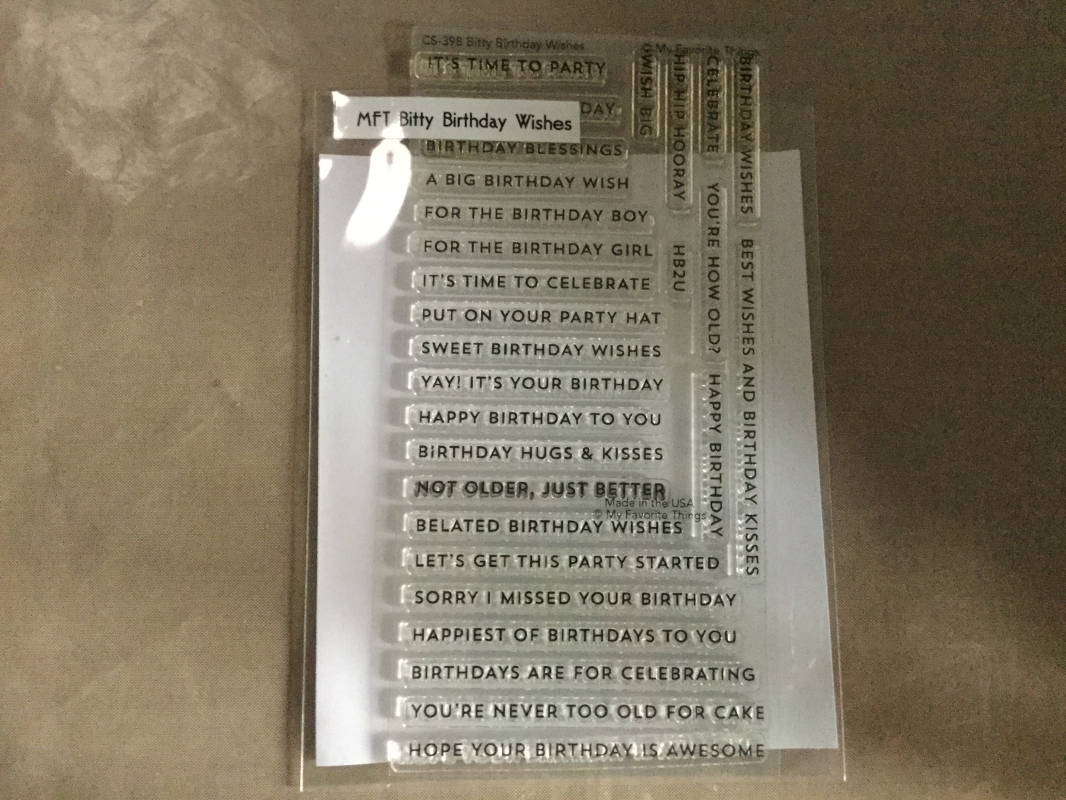 CS-398 Bitty Birthday Wishes
© My Favorite Things
IT'S TIME TO PARTY
DAY
MFT Bitty Birthday Wishes
BIRTHDAY BLESSINGS
A BIG BIRTHDAY WISH
FOR THE BIRTHDAY BOY
FOR THE BIRTHDAY GIRL
IT'S TIME TO CELEBRATE
PUT ON YOUR PARTY HAT
SWEET BIRTHDAY WISHES
YAY! IT'S YOUR BIRTHDAY
HAPPY BIRTHDAY TO YOU
BIRTHDAY HUGS & KISSES
NOT OLDER, JUST BETTER
Made in the USA
© My Favorite Things
BELATED BIRTHDAY WISHES
LET'S GET THIS PARTY STARTED
SORRY I MISSED YOUR BIRTHDAY
HAPPIEST OF BIRTHDAYS TO YOU
BIRTHDAYS ARE FOR CELEBRATING
YOU'RE NEVER TOO OLD FOR CAKE
HOPE YOUR BIRTHDAY IS AWESOME
WISH BIG
HIP HIP HOORAY
HB2U
CELEBRATE
YOU'RE HOW OLD?
HAPPY BIRTHDAY
BIRTHDAY WISHES
BEST WISHES AND BIRTHDAY KISSES